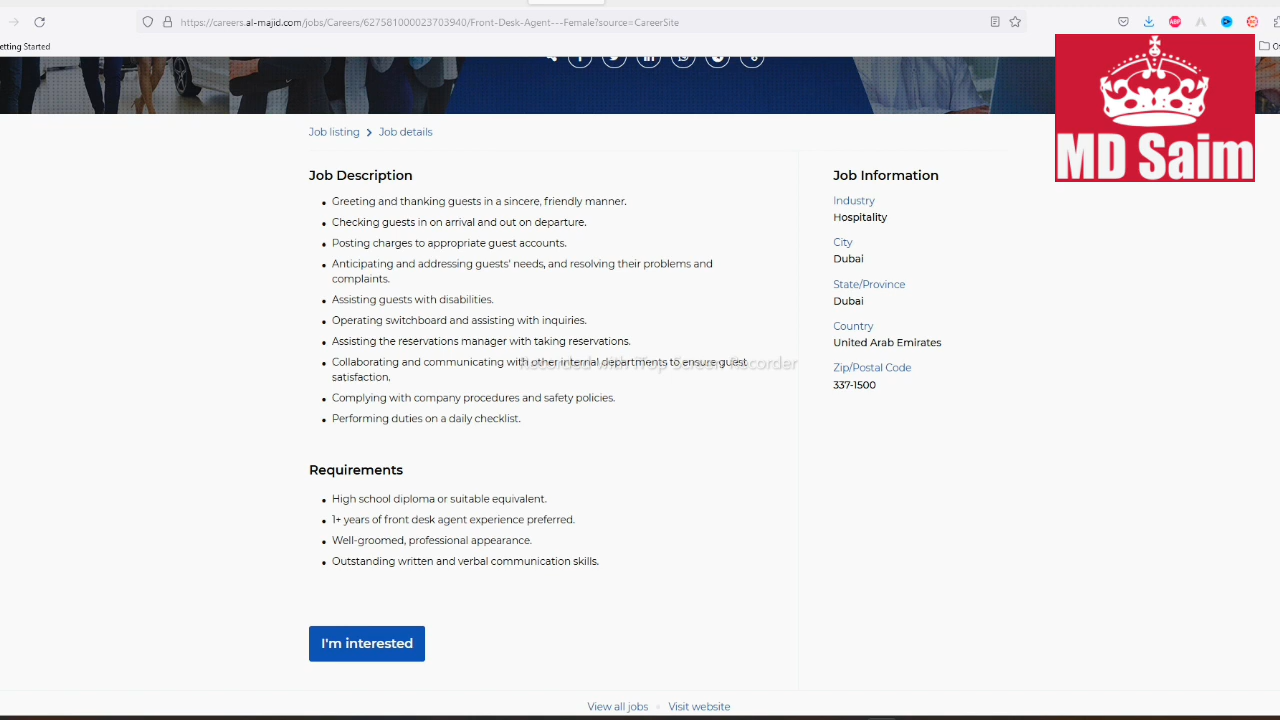 https://careers.al-majid.com/jobs/Careers/627581000023703940/Front-Desk-Agent---Female?source=CareerSite
ABP
etting Started
MD Saim
Job listing > Job details
Job Description
Greeting and thanking guests in a sincere, friendly manner.
Checking guests in on arrival and out on departure.
Posting charges to appropriate guest accounts.
Anticipating and addressing guests' needs, and resolving their problems and
complaints.
Assisting guests with disabilities.
Operating switchboard and assisting with inquiries.
Assisting the reservations manager with taking reservations.
Collaborating and communicating with other internal departments to ensure guest
satisfaction.
Complying with company procedures and safety policies.
Performing duties on a daily checklist.
Recorded with iTop Screen Recorder
Requirements
High school diploma or suitable equivalent.
1+ years of front desk agent experience preferred.
Well-groomed, professional appearance.
Outstanding written and verbal communication skills.
I'm interested
Job Information
Industry
Hospitality
City
Dubai
State/Province
Dubai
Country
United Arab Emirates
Zip/Postal Code
337-1500
View all jobs
Visit website